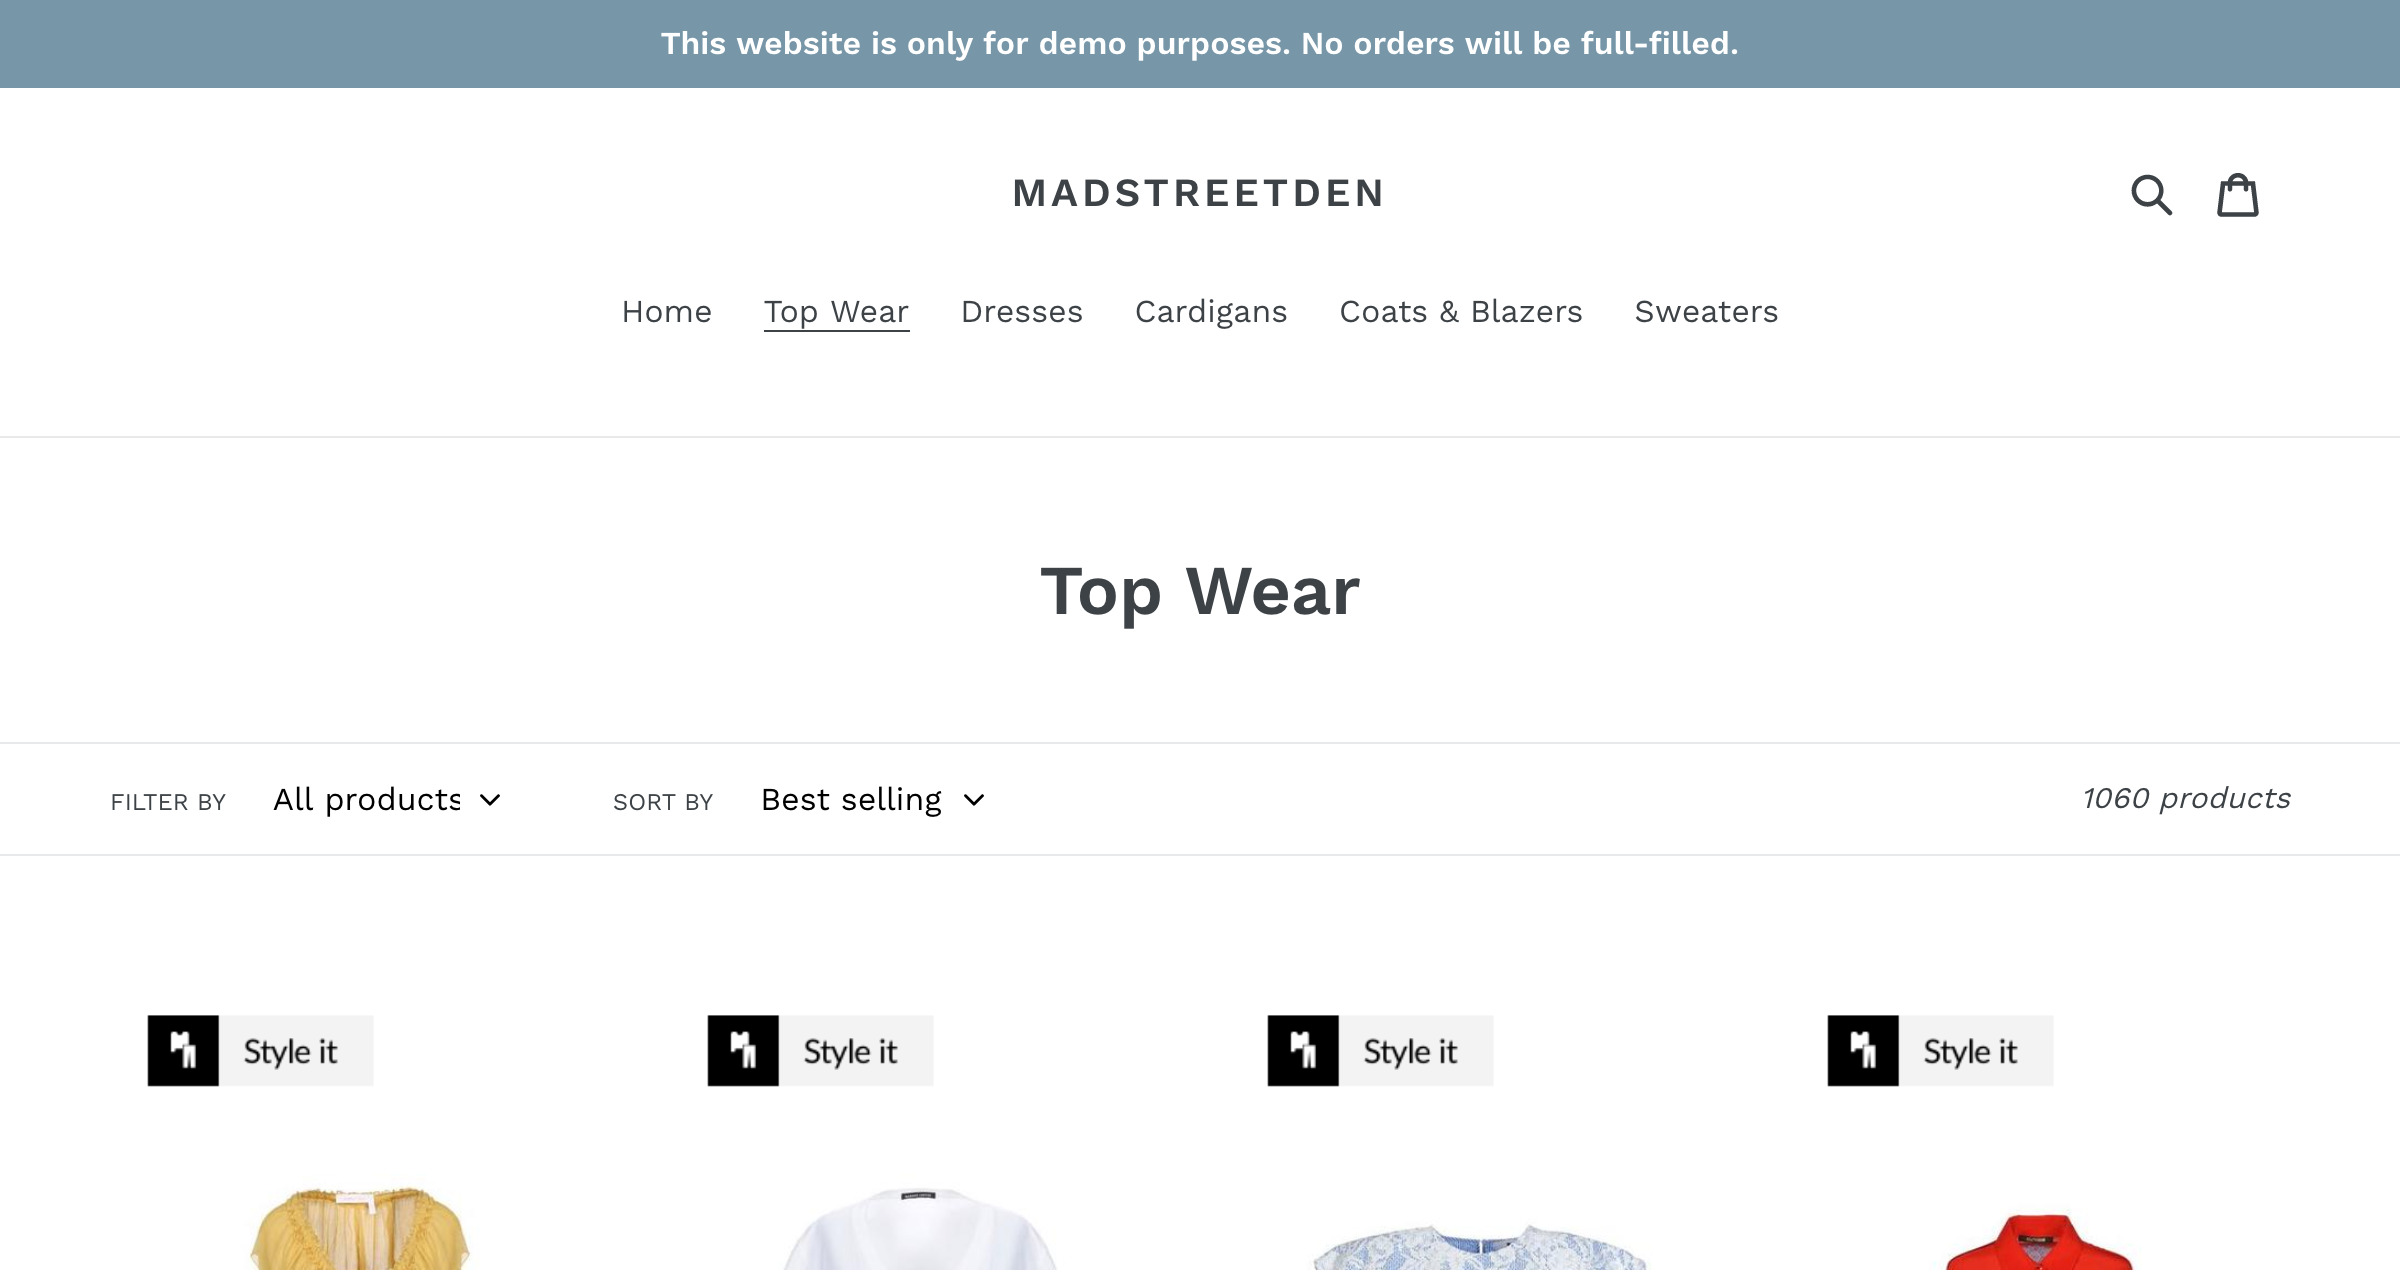 This website is only for demo purposes. No orders will be full-filled.
MADSTREETDEN
Home Top Wear Dresses Cardigans Coats & Blazers Sweaters
Top Wear
FILTER BY All products SORT BY Best selling 1060 products
Style it Style it Style it Style it